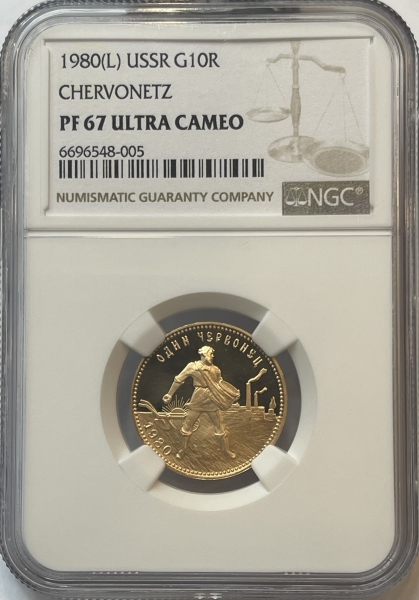 1980(L) USSR G10R
CHERVONETZ
PF 67 ULTRA CAMEO
6696548-005
NUMISMATIC GUARANTY COMPANY
NGC®
ОДИН ЧЕРВОНЕЦ
1980